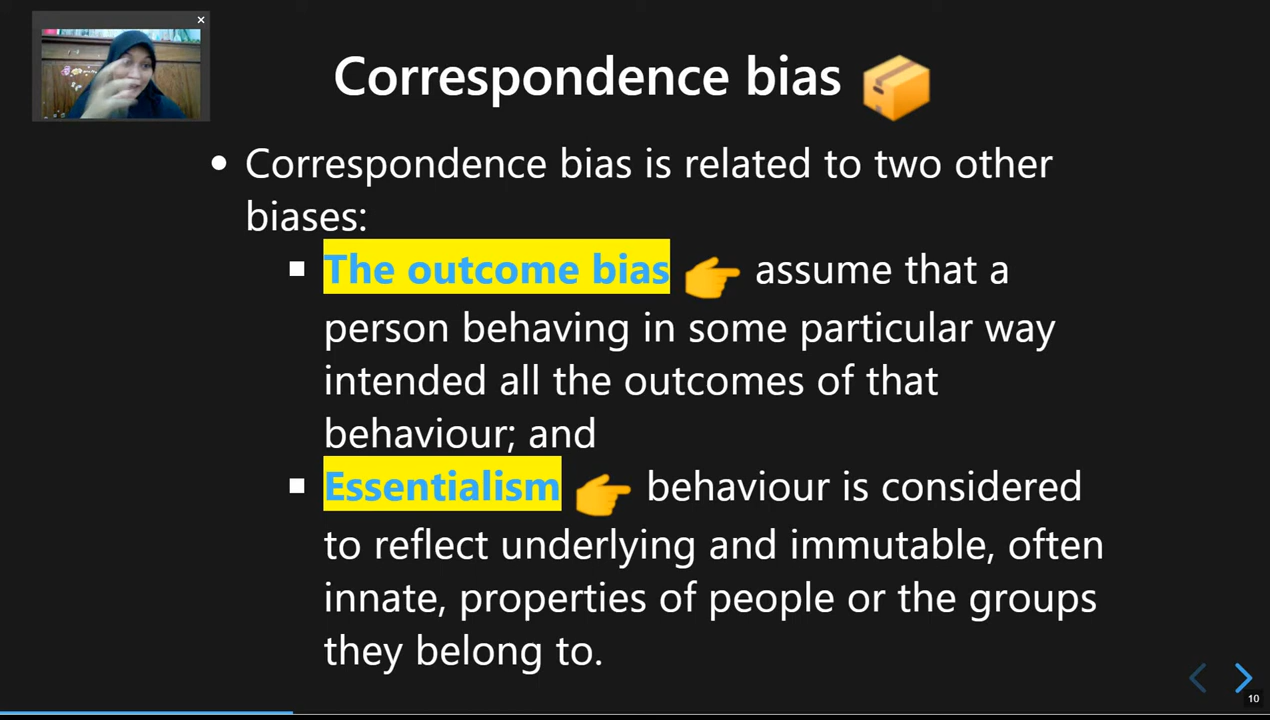 Correspondence bias 📦
• Correspondence bias is related to two other
biases:
▪ The outcome bias 👉 assume that a
person behaving in some particular way
intended all the outcomes of that
behaviour; and
▪ Essentialism 👉 behaviour is considered
to reflect underlying and immutable, often
innate, properties of people or the groups
they belong to.
10